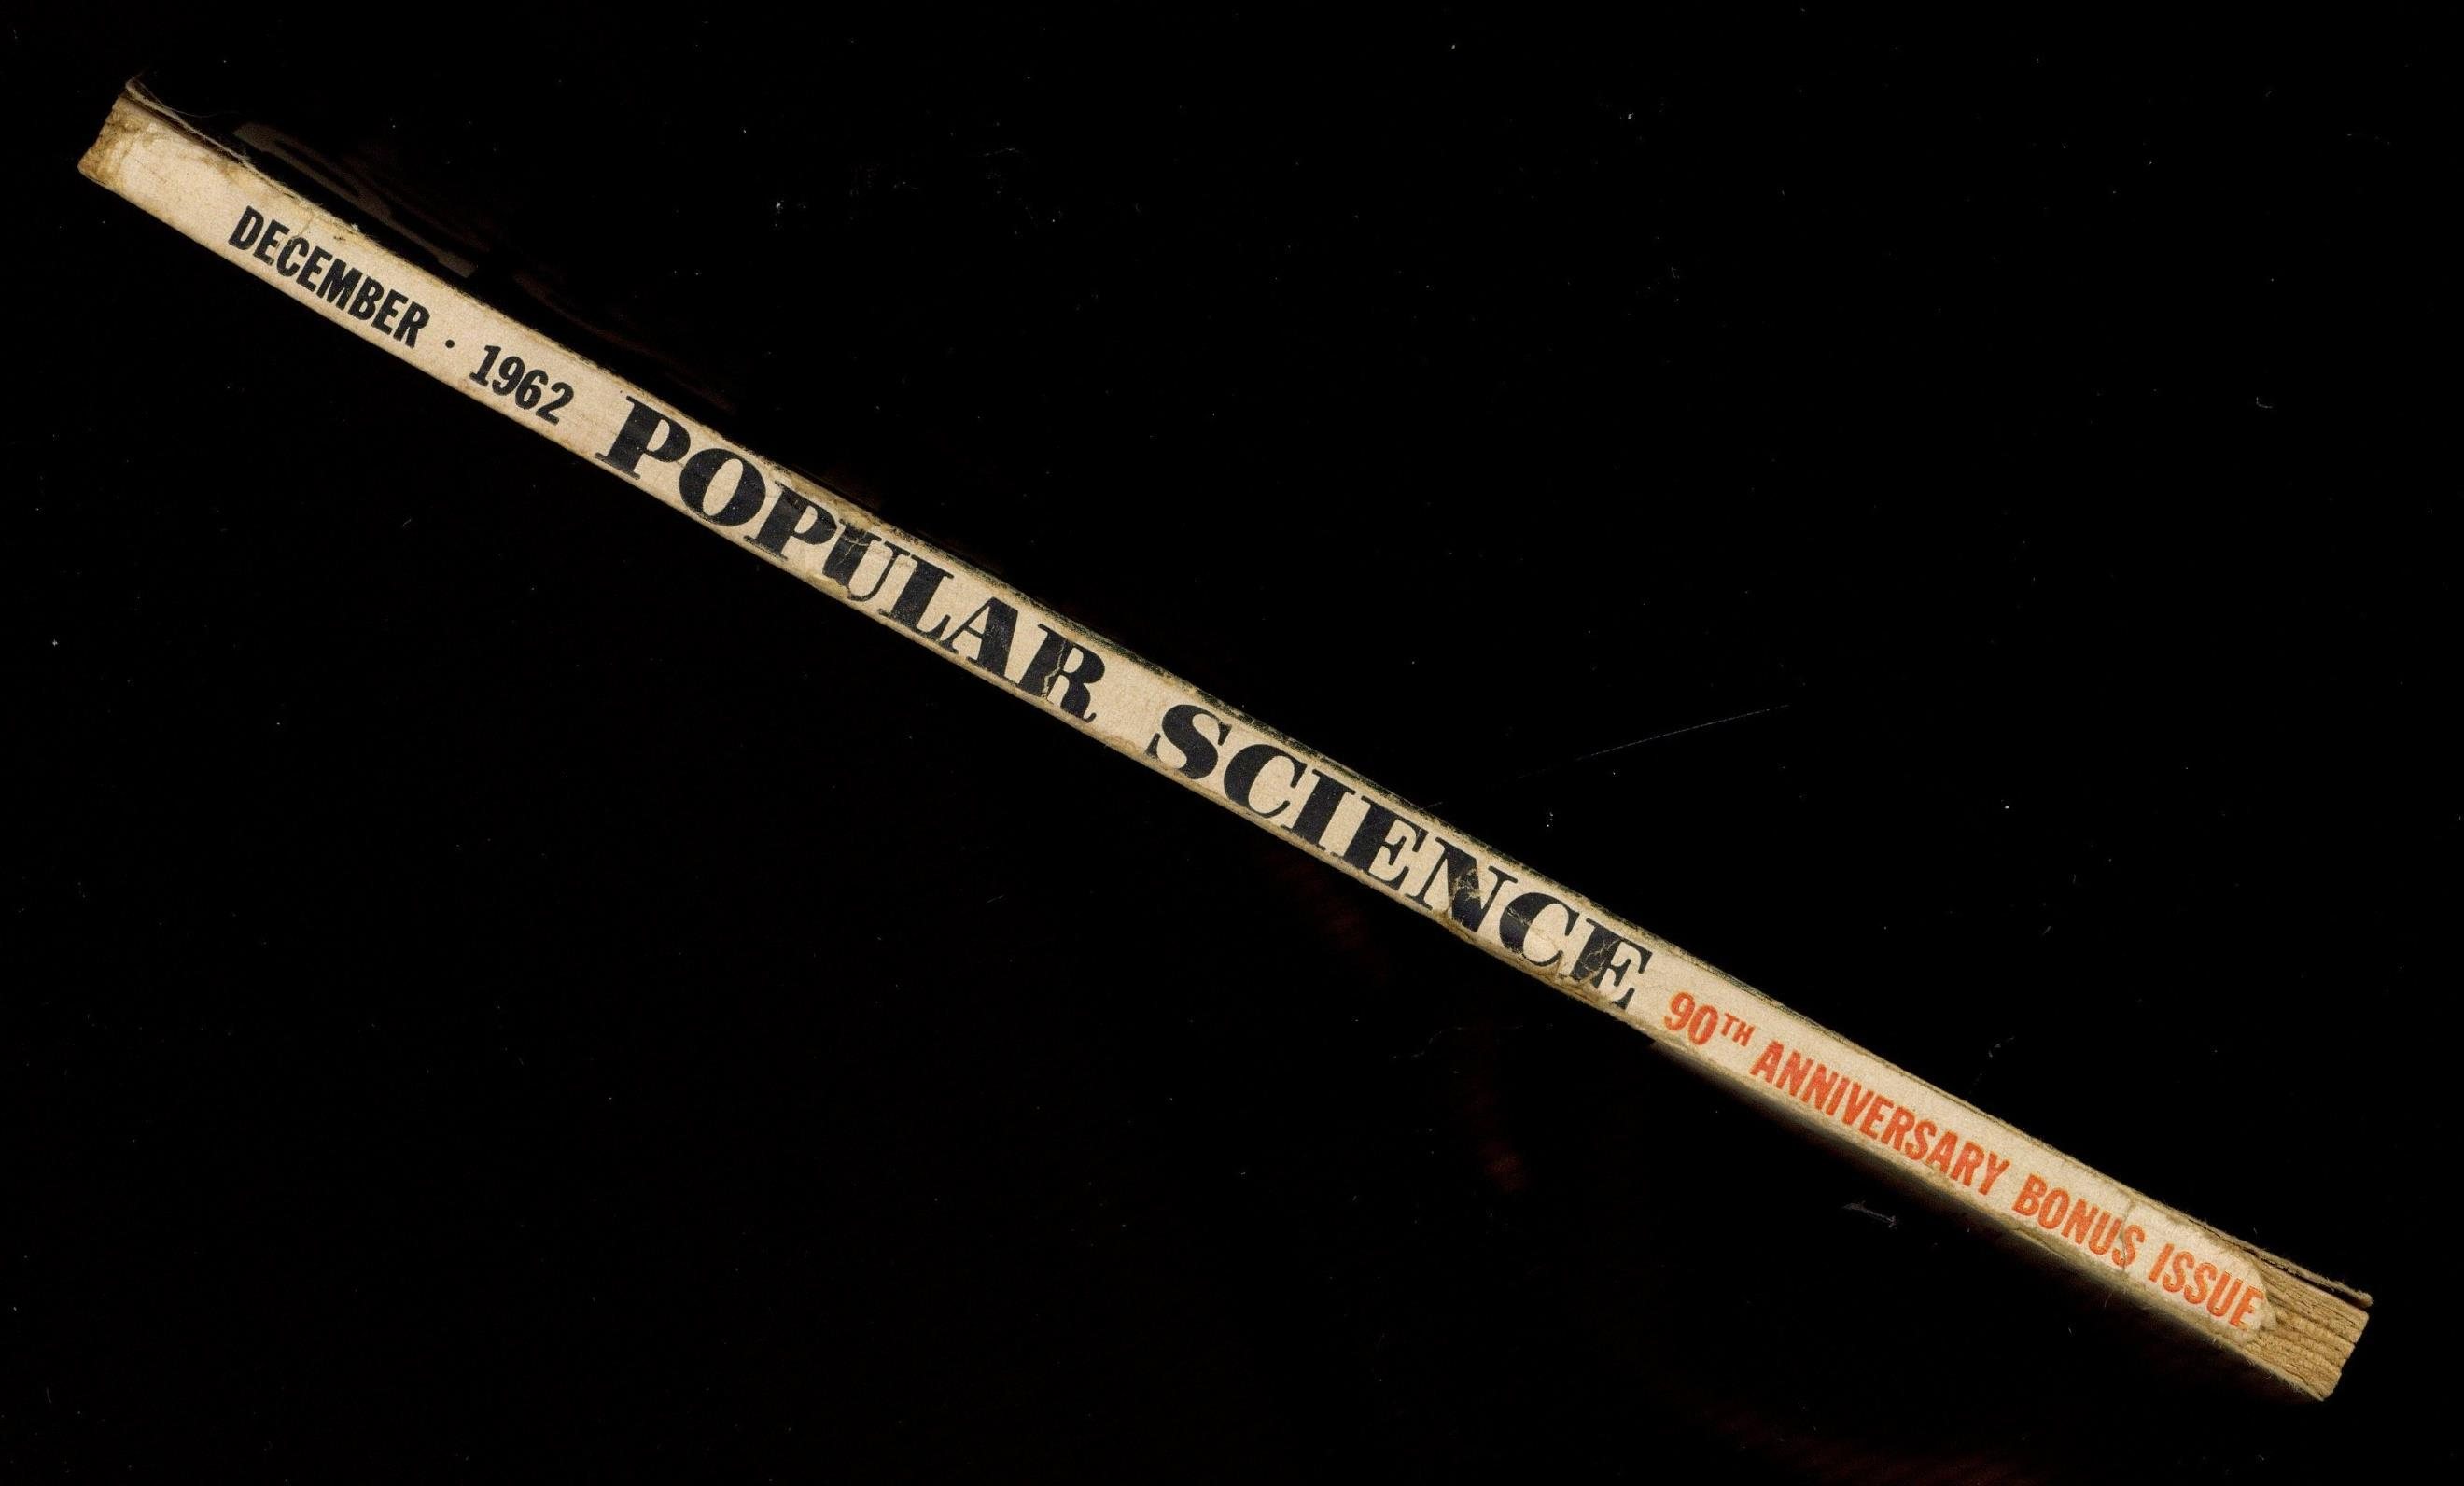 DECEMBER · 1962 POPULAR SCIENCE 90TH ANNIVERSARY BONUS ISSUE